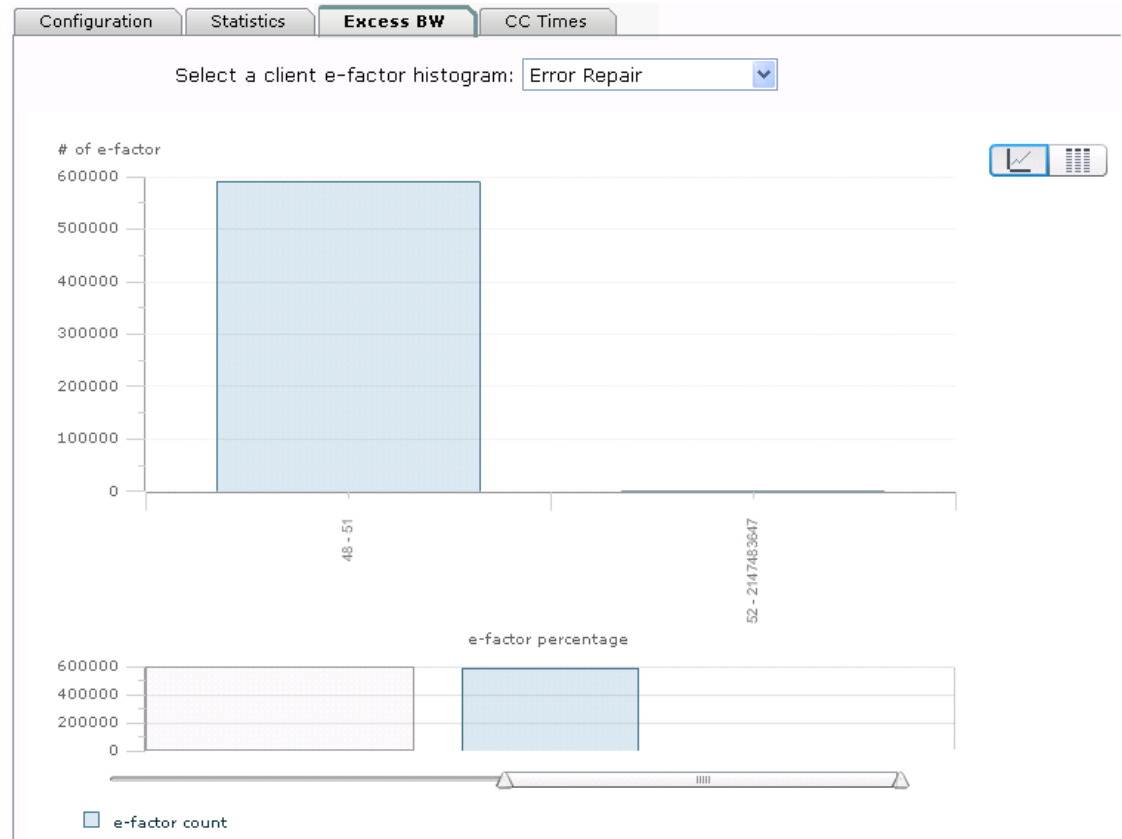 Configuration Statistics Excess BW CC Times
Select a client e-factor histogram: Error Repair
# of e-factor
600000
500000
400000
300000
200000
100000
0
48 - 51
52 - 2147483647
e-factor percentage
600000
400000
200000
0
e-factor count